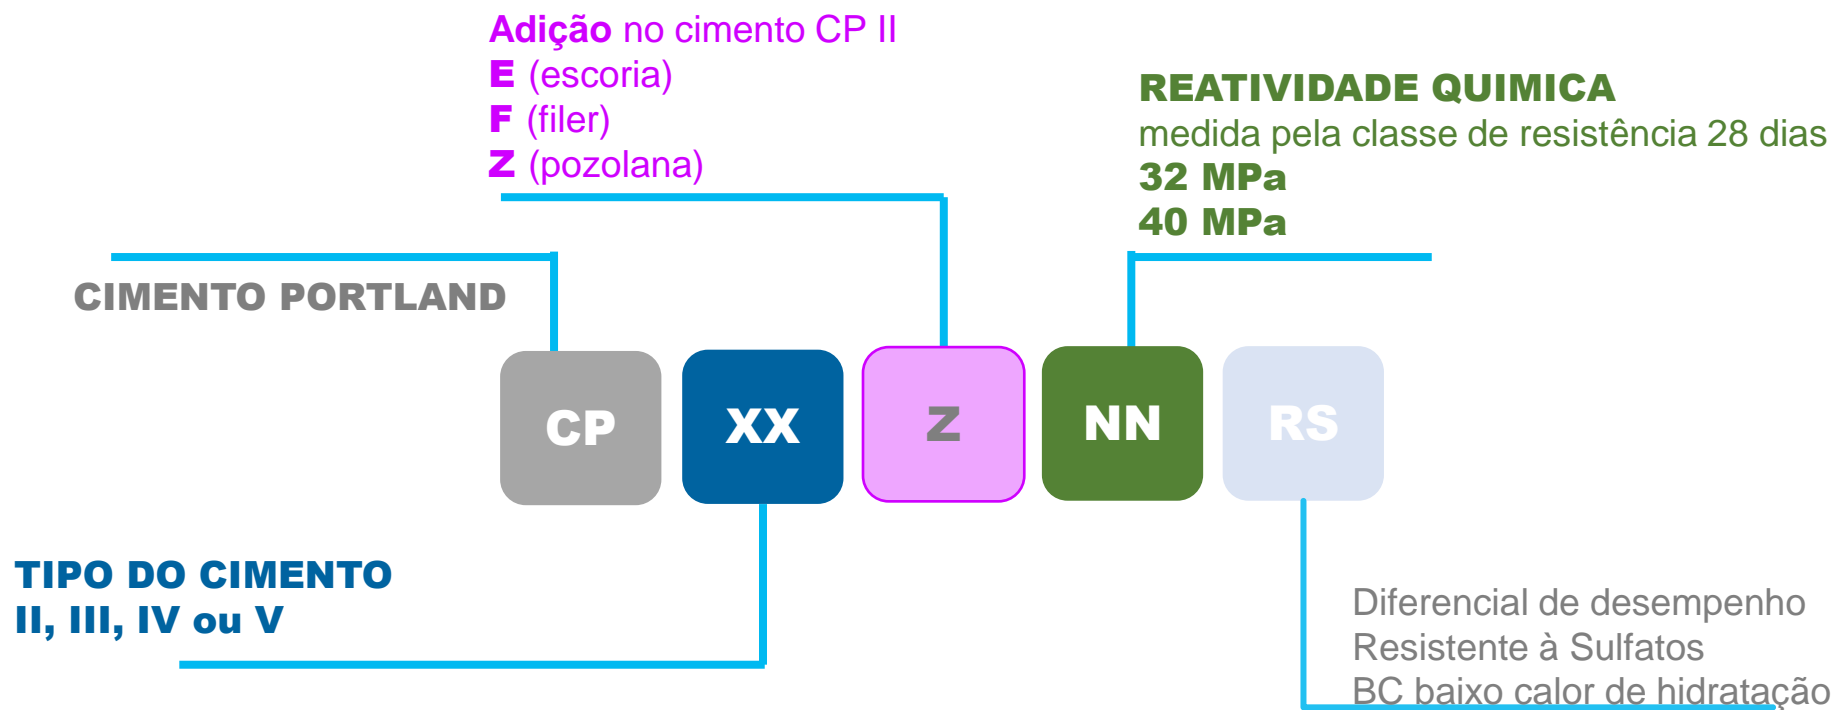 Adição no cimento CP II
E (escoria)
F (filer)
Z (pozolana)
REATIVIDADE QUIMICA
medida pela classe de resistência 28 dias
32 MPa
40 MPa
CIMENTO PORTLAND
CP
XX
Z
NN
RS
TIPO DO CIMENTO
II, III, IV ou V
Diferencial de desempenho
Resistente à Sulfatos
BC baixo calor de hidratação